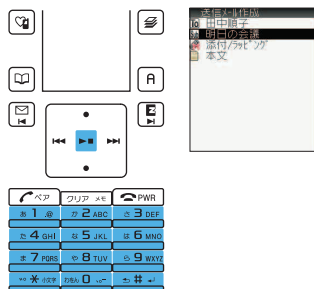 送信メール作成
To 田中順子
明日の会議
添付/ラッピング
本文
A
ペア
クリア メモ
PWR
あ 1 .@
か 2 ABC
さ 3 DEF
た 4 GHI
な 5 JKL
は 6 MNO
ま 7 PQRS
や 8 TUV
ら 9 WXYZ
* 小文字
わをん 0
#